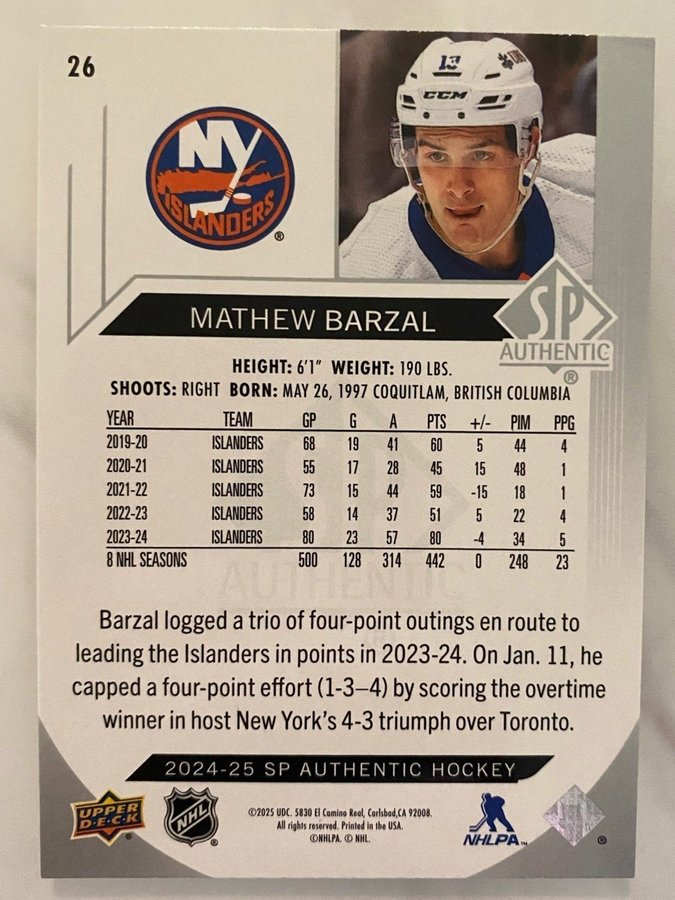 26
NY
ISLANDERS
®
13
CCM
MATHEW BARZAL
SP
AUTHENTIC
®
HEIGHT: 6'1" WEIGHT: 190 LBS.
SHOOTS: RIGHT BORN: MAY 26, 1997 COQUITLAM, BRITISH COLUMBIA
YEAR TEAM GP G A PTS +/- PIM PPG
2019-20 ISLANDERS 68 19 41 60 5 44 4
2020-21 ISLANDERS 55 17 28 45 15 48 1
2021-22 ISLANDERS 73 15 44 59 -15 18 1
2022-23 ISLANDERS 58 14 37 51 5 22 4
2023-24 ISLANDERS 80 23 57 80 -4 34 5
8 NHL SEASONS 500 128 314 442 0 248 23
SP
AUTHENTIC
®
Barzal logged a trio of four-point outings en route to
leading the Islanders in points in 2023-24. On Jan. 11, he
capped a four-point effort (1-3–4) by scoring the overtime
winner in host New York's 4-3 triumph over Toronto.
2024-25 SP AUTHENTIC HOCKEY
UPPER
D·E·C·K
NHL
©2025 UDC. 5830 El Camino Real, Carlsbad,CA 92008.
All rights reserved. Printed in the USA.
©NHLPA. © NHL.
NHLPA
®